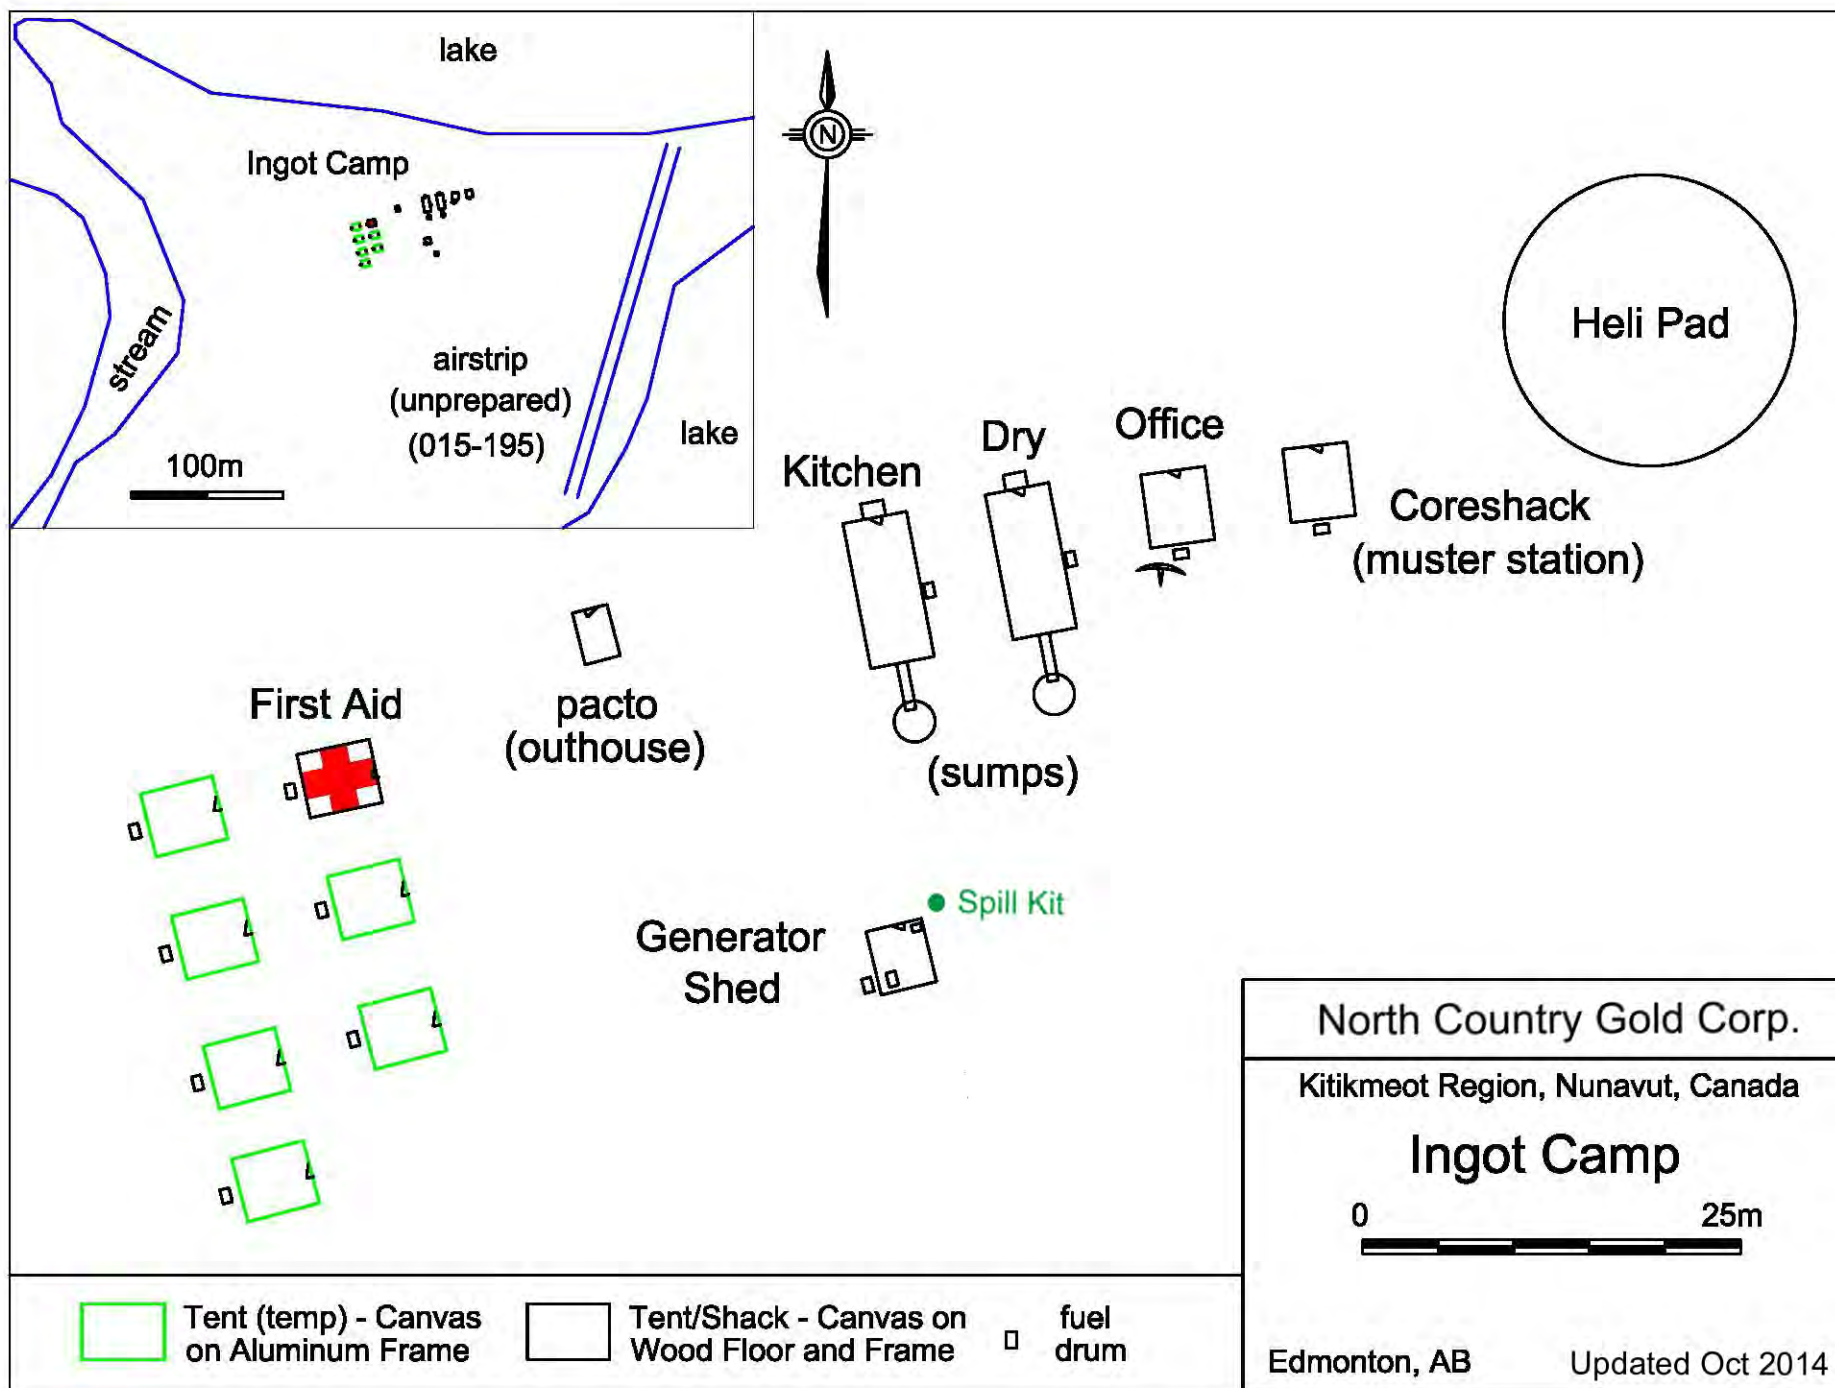 lake
Ingot Camp
stream
airstrip
(unprepared)
(015-195)
lake
100m
N
Heli Pad
Kitchen
Dry
Office
Coreshack
(muster station)
First Aid
pacto
(outhouse)
(sumps)
Spill Kit
Generator
Shed
North Country Gold Corp.
Kitikmeot Region, Nunavut, Canada
Ingot Camp
0 25m
Edmonton, AB Updated Oct 2014
Tent (temp) - Canvas
on Aluminum Frame
Tent/Shack - Canvas on
Wood Floor and Frame
fuel
drum